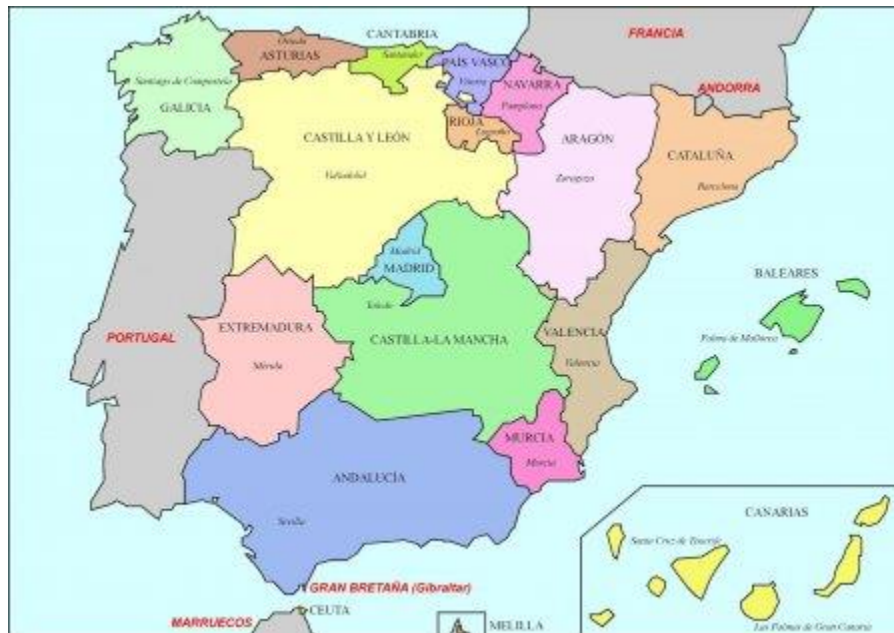 CANTABRIA
FRANCIA
Oviedo
ASTURIAS
Santander
PAÍS VASCO
Vitoria
NAVARRA
Pamplona
ANDORRA
Santiago de Compostela
GALICIA
RIOJA
Logroño
CASTILLA Y LEÓN
Valladolid
ARAGÓN
Zaragoza
CATALUÑA
Barcelona
Madrid
MADRID
BALEARES
Palma de Mallorca
Toledo
CASTILLA-LA MANCHA
EXTREMADURA
Mérida
PORTUGAL
VALENCIA
Valencia
MURCIA
Murcia
ANDALUCÍA
Sevilla
CANARIAS
Santa Cruz de Tenerife
Las Palmas de Gran Canaria
GRAN BRETAÑA (Gibraltar)
CEUTA
MARRUECOS
MELILLA